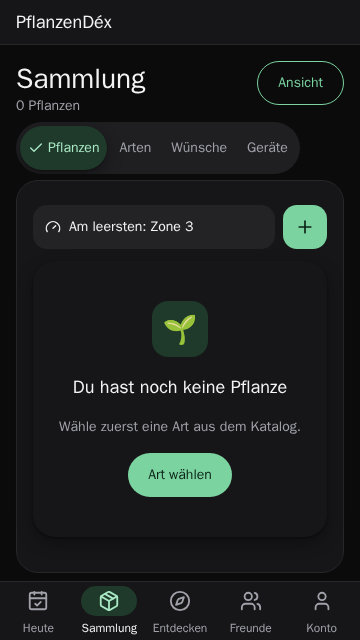 PflanzenDéx
Sammlung
0 Pflanzen
Ansicht
Pflanzen
Arten
Wünsche
Geräte
Am leersten: Zone 3
Du hast noch keine Pflanze
Wähle zuerst eine Art aus dem Katalog.
Art wählen
Heute
Sammlung
Entdecken
Freunde
Konto